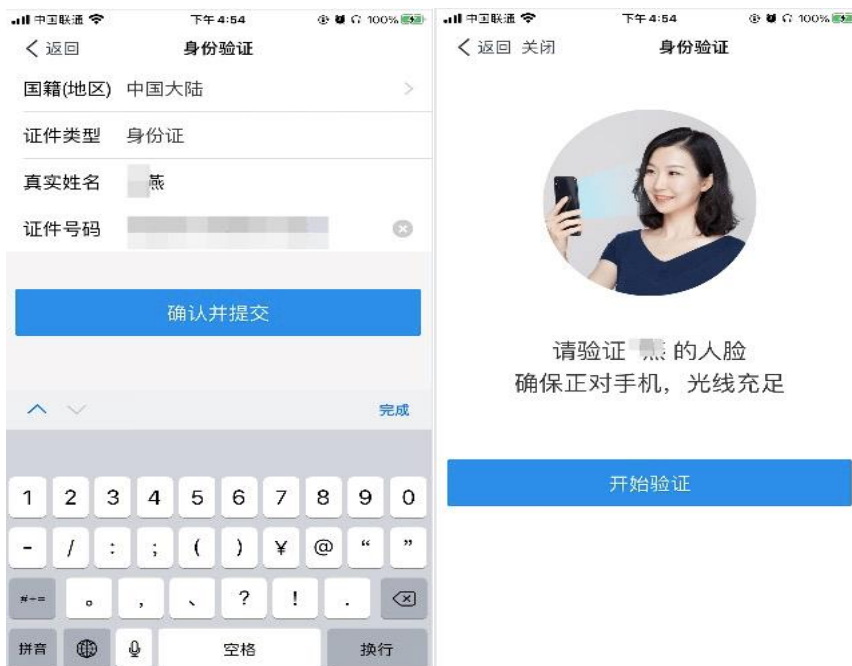 中国联通 下午4:54 100%
返回 身份验证
国籍(地区) 中国大陆
证件类型 身份证
真实姓名 燕
证件号码
确认并提交
完成
1 2 3 4 5 6 7 8 9 0
- / : ; ( ) ¥ @ “ ”
#+= 。 , 、 ? ! .
拼音 空格 换行
中国联通 下午4:54 100%
返回 关闭 身份验证
请验证 燕 的人脸
确保正对手机，光线充足
开始验证